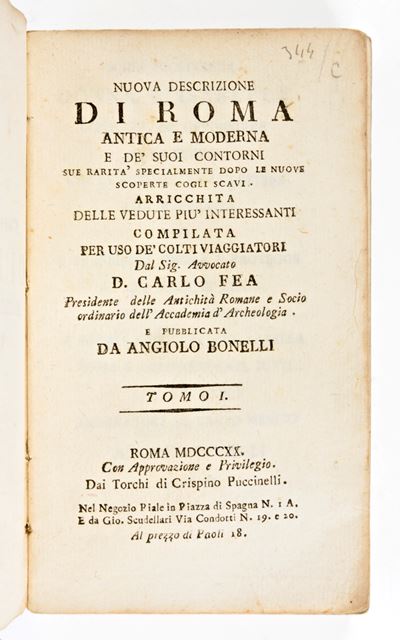 344/C
NUOVA DESCRIZIONE
DI ROMA
ANTICA E MODERNA
E DE' SUOI CONTORNI
SUE RARITA' SPECIALMENTE DOPO LE NUOVE
SCOPERTE COGLI SCAVI.
ARRICCHITA
DELLE VEDUTE PIU' INTERESSANTI
COMPILATA
PER USO DE' COLTI VIAGGIATORI
Dal Sig. Avvocato
D. CARLO FEA
Presidente delle Antichità Romane e Socio
ordinario dell' Accademia d' Archeologia.
E PUBBLICATA
DA ANGIOLO BONELLI
TOMO I.
ROMA MDCCCXX.
Con Approvazione e Privilegio.
Dai Torchi di Crispino Puccinelli.
Nel Negozio Piale in Piazza di Spagna N. 1 A.
E da Gio. Scudellari Via Condotti N. 19. e 20.
Al prezzo di Paoli 18.